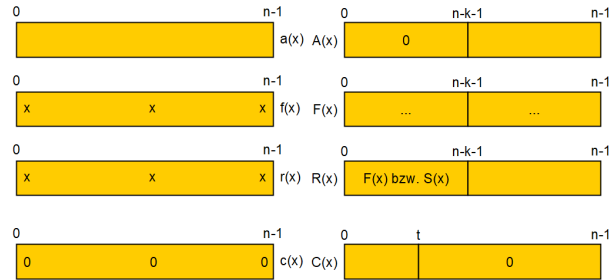 0 n-1 0 n-k-1 n-1
a(x) A(x) 0
0 n-1 0 n-k-1 n-1
x x x f(x) F(x) ... ...
0 n-1 0 n-k-1 n-1
x x x r(x) R(x) F(x) bzw. S(x)
0 n-1 0 t n-1
0 0 0 c(x) C(x) 0